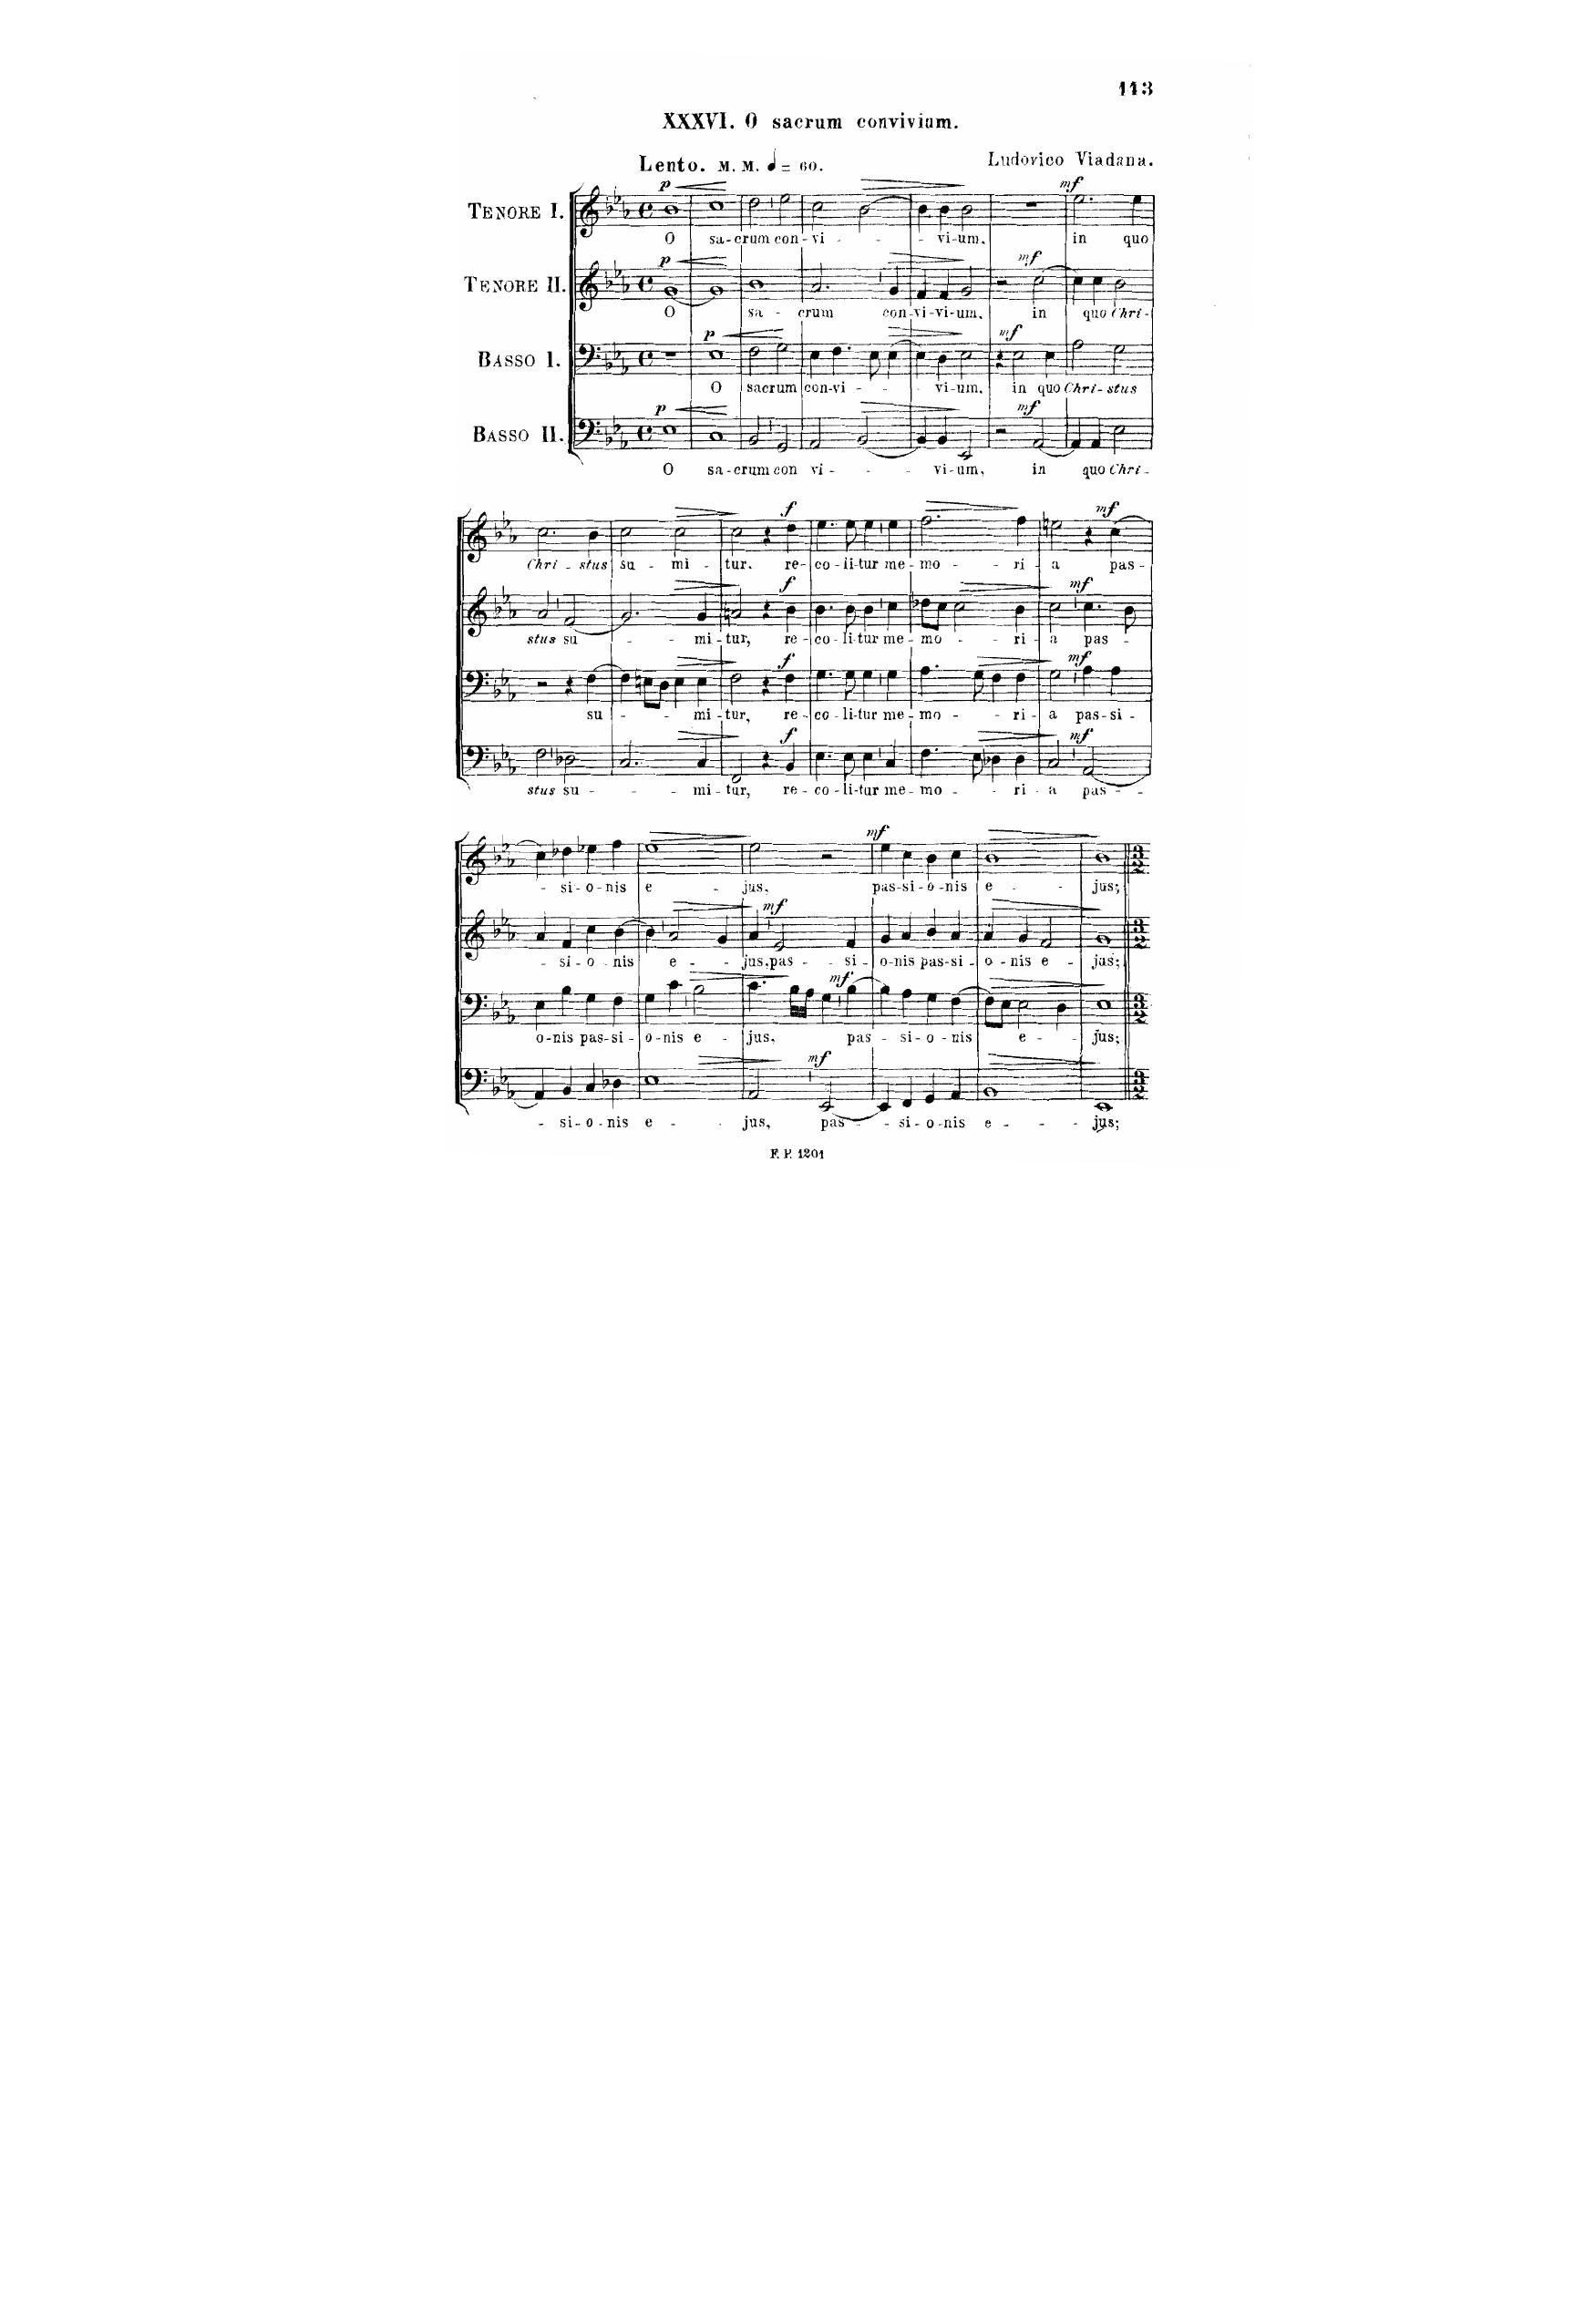 113
XXXVI. O sacrum convivium.
Lento. M. M. = 60.
Ludovico Viadana.
p
mf
TENORE I.
O sa-crum con-vi - - vi-um. in quo
p
mf
TENORE II.
O sa - crum con-vi-vi-um. in quo Chri-
p
mf
BASSO I.
O sacrum con-vi - - vi-um. in quo Chri-stus
p
mf
BASSO II.
O sa-crum con vi - - - vi-um, in quo Chri-
f
mf
Chri - stus su - mi - tur. re-co-li-tur me-mo - - ri - a pas-
f
mf
stus su - - - mi-tur, re-co-li-tur me-mo - - ri - a pas -
f
mf
su - - - mi-tur, re-co-li-tur me-mo - - ri - a pas-si -
f
mf
stus su - - - mi-tur, re-co-li-tur me-mo - - ri - a pas - -
mf
- si-o-nis e - jus, pas-si-o-nis e - - jus;
mf
- si-o-nis e - - jus,pas - - si-o-nis pas-si-o-nis e - jus;
mf
o-nis pas-si-o-nis e - jus, pas - si-o-nis e - - jus;
mf
- si-o-nis e - - jus, pas - - si-o-nis e - - - jus;
F. P. 1201